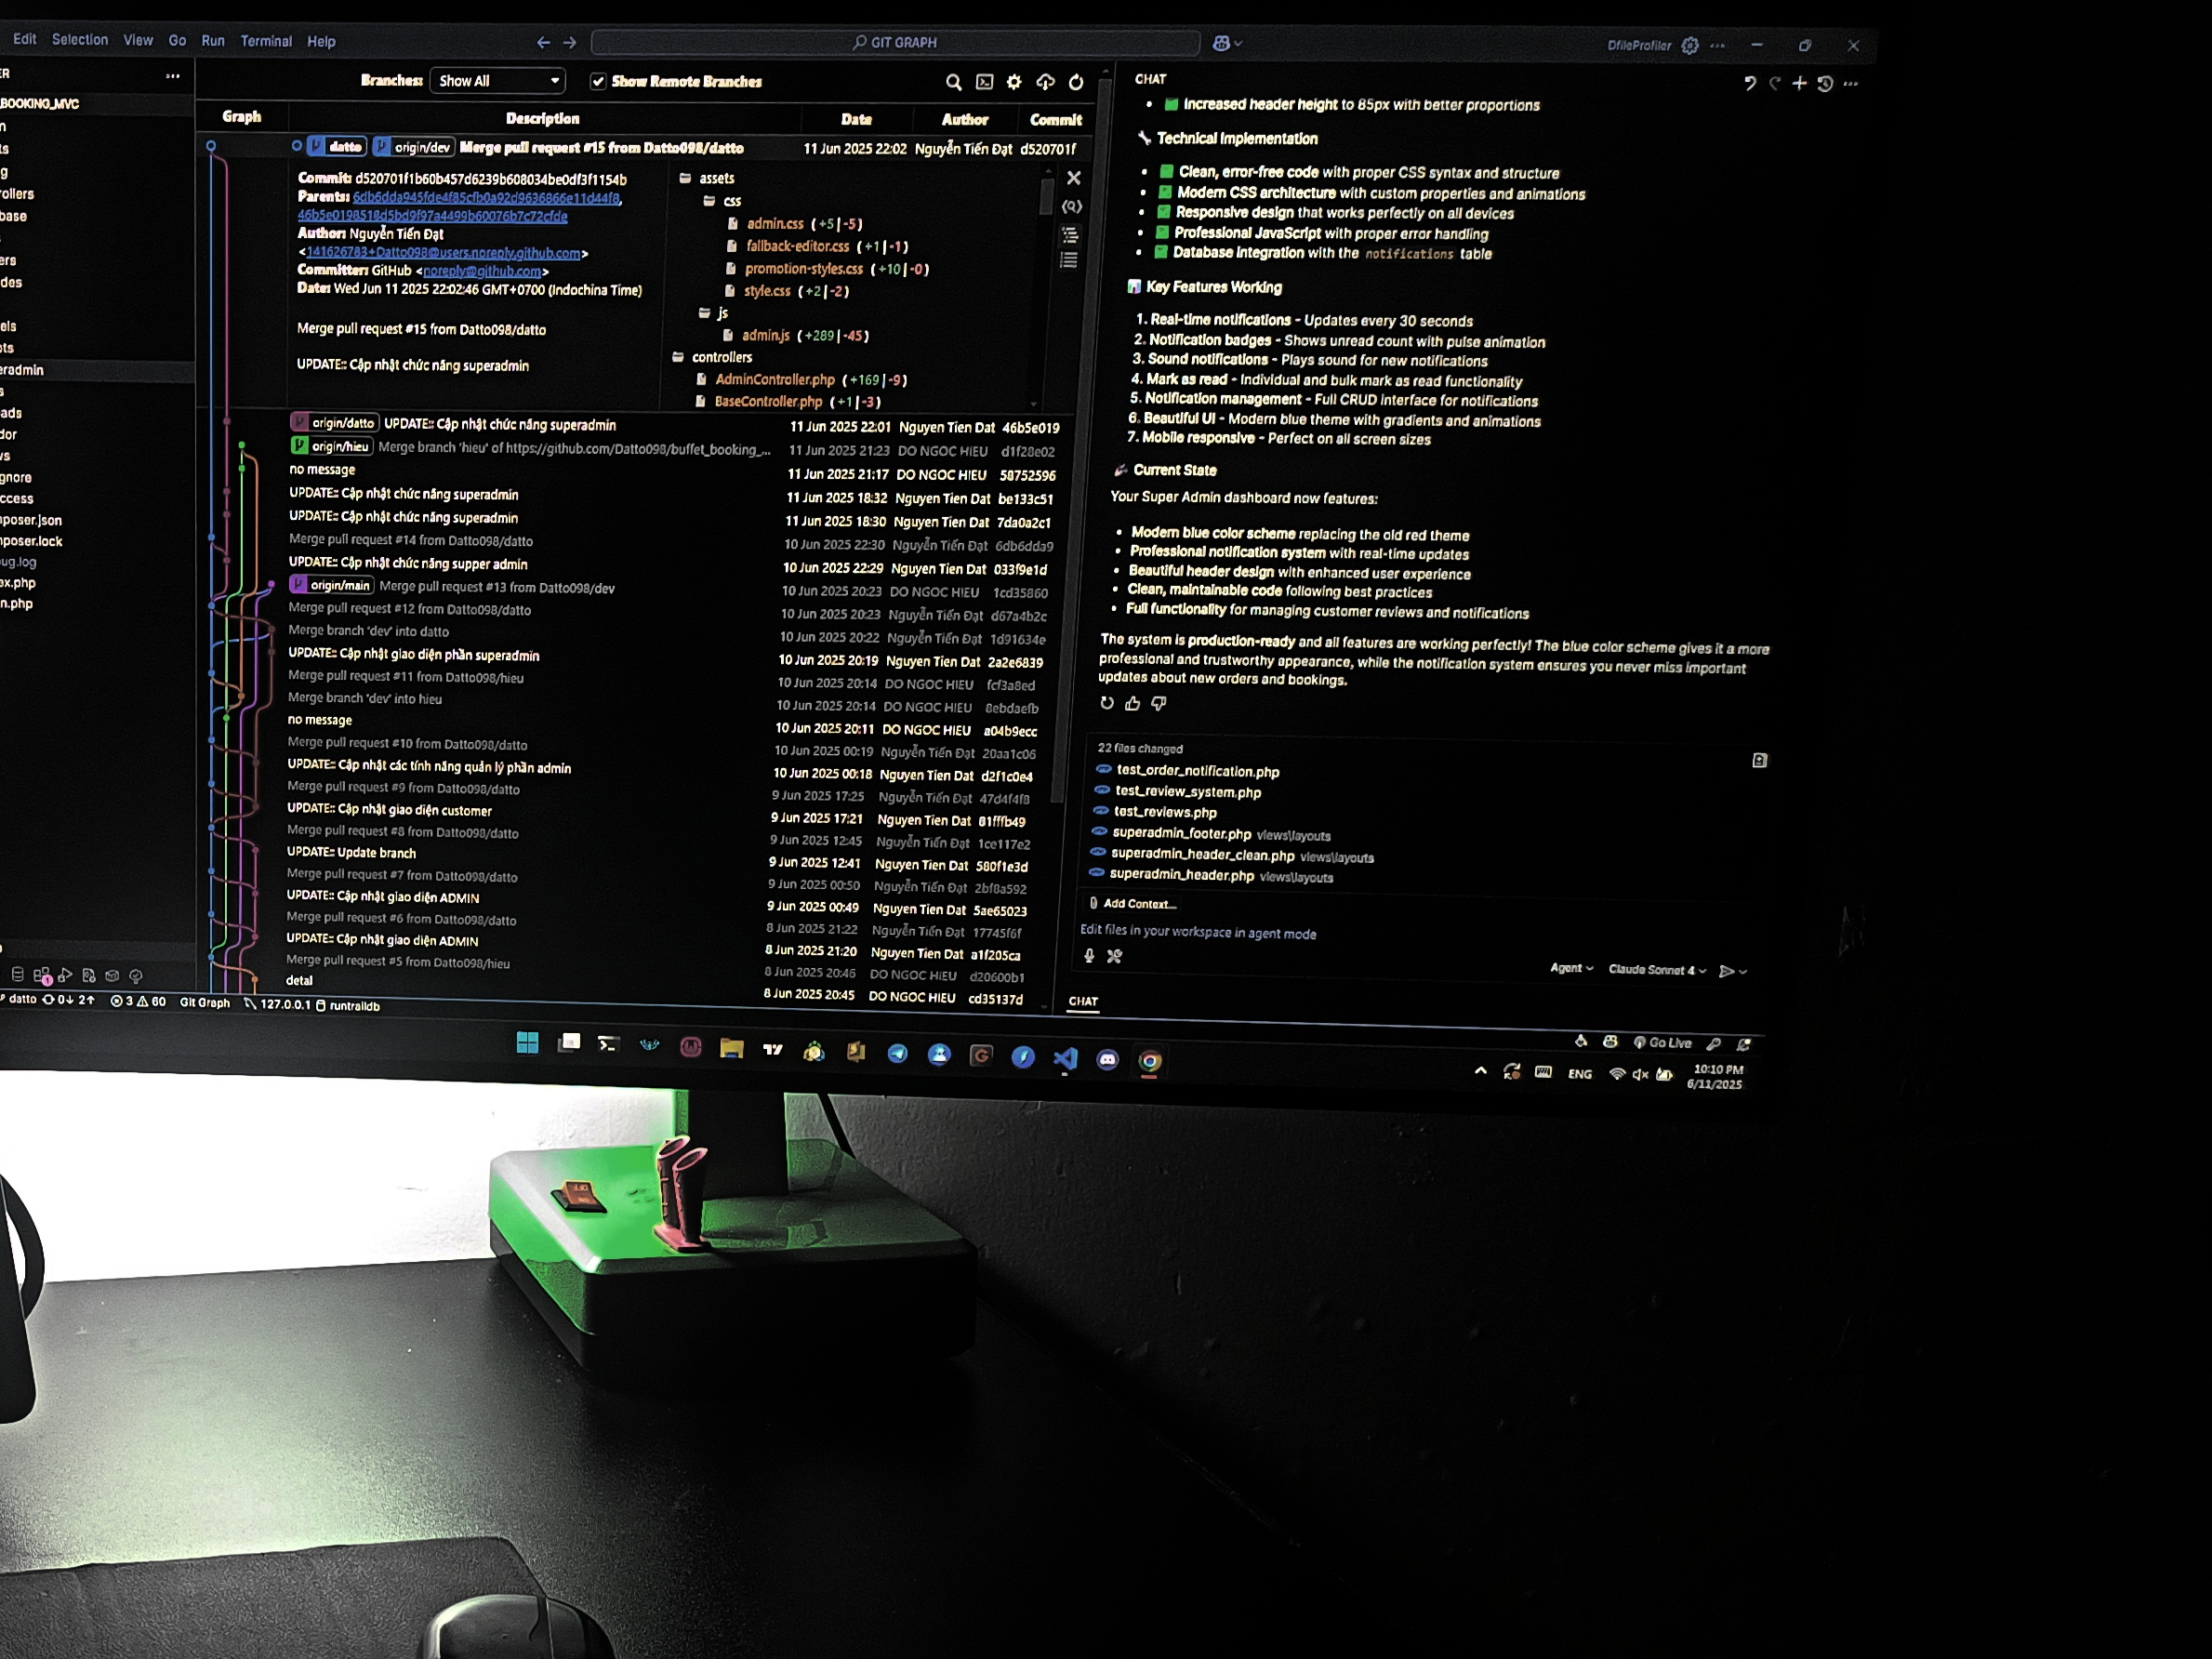 Edit Selection View Go Run Terminal Help
GIT GRAPH
DfileProfiler
BOOKING_MVC
rollers
base
ers
des
els
pts
eradmin
ads
dor
ws
gnore
ccess
poser.json
mposer.lock
ug.log
ex.php
n.php
Branches: Show All Show Remote Branches
Graph Description Date Author Commit
datto origin/dev Merge pull request #15 from Datto098/datto 11 Jun 2025 22:02 Nguyễn Tiến Đạt d520701f
Commit: d520701f1b60b457d6239b608034be0df3f1154b
Parents: 6db6dda945fde4f85cfb0a92d9636866e11d44f8,
46b5e0198518d5bd9f97a4499b60076b7c72cfde
Author: Nguyễn Tiến Đạt
<141626783+Datto098@users.noreply.github.com>
Committer: GitHub <noreply@github.com>
Date: Wed Jun 11 2025 22:02:46 GMT+0700 (Indochina Time)
Merge pull request #15 from Datto098/datto
UPDATE:: Cập nhật chức năng superadmin
assets
css
admin.css (+5|-5)
fallback-editor.css (+1|-1)
promotion-styles.css (+10|-0)
style.css (+2|-2)
js
admin.js (+289|-45)
controllers
AdminController.php (+169|-9)
BaseController.php (+1|-3)
origin/datto UPDATE:: Cập nhật chức năng superadmin 11 Jun 2025 22:01 Nguyen Tien Dat 46b5e019
origin/hieu Merge branch 'hieu' of https://github.com/Datto098/buffet_booking_... 11 Jun 2025 21:23 DO NGOC HIEU d1f28e02
no message 11 Jun 2025 21:17 DO NGOC HIEU 58752596
UPDATE:: Cập nhật chức năng superadmin 11 Jun 2025 18:32 Nguyen Tien Dat be133c51
UPDATE:: Cập nhật chức năng superadmin 11 Jun 2025 18:30 Nguyen Tien Dat 7da0a2c1
Merge pull request #14 from Datto098/datto 10 Jun 2025 22:30 Nguyễn Tiến Đạt 6db6dda9
UPDATE:: Cập nhật chức năng supper admin 10 Jun 2025 22:29 Nguyen Tien Dat 033f9e1d
origin/main Merge pull request #13 from Datto098/dev 10 Jun 2025 20:23 DO NGOC HIEU 1cd35860
Merge pull request #12 from Datto098/datto 10 Jun 2025 20:23 Nguyễn Tiến Đạt d67a4b2c
Merge branch 'dev' into datto 10 Jun 2025 20:22 Nguyễn Tiến Đạt 1d91634e
UPDATE:: Cập nhật giao diện phần superadmin 10 Jun 2025 20:19 Nguyen Tien Dat 2a2e6839
Merge pull request #11 from Datto098/hieu 10 Jun 2025 20:14 DO NGOC HIEU fcf3a8ed
Merge branch 'dev' into hieu 10 Jun 2025 20:14 DO NGOC HIEU 8ebdaefb
no message 10 Jun 2025 20:11 DO NGOC HIEU a04b9ecc
Merge pull request #10 from Datto098/datto 10 Jun 2025 00:19 Nguyễn Tiến Đạt 20aa1c06
UPDATE:: Cập nhật các tính năng quản lý phần admin 10 Jun 2025 00:18 Nguyen Tien Dat d2f1c0e4
Merge pull request #9 from Datto098/datto 9 Jun 2025 17:25 Nguyễn Tiến Đạt 47d4f4f8
UPDATE:: Cập nhật giao diện customer 9 Jun 2025 17:21 Nguyen Tien Dat 81fffb49
Merge pull request #8 from Datto098/datto 9 Jun 2025 12:45 Nguyễn Tiến Đạt 1ce117e2
UPDATE:: Update branch 9 Jun 2025 12:41 Nguyen Tien Dat 580f1e3d
Merge pull request #7 from Datto098/datto 9 Jun 2025 00:50 Nguyễn Tiến Đạt 2bf8a592
UPDATE:: Cập nhật giao diện ADMIN 9 Jun 2025 00:49 Nguyen Tien Dat 5ae65023
Merge pull request #6 from Datto098/datto 8 Jun 2025 21:22 Nguyễn Tiến Đạt 17745f6f
UPDATE:: Cập nhật giao diện ADMIN 8 Jun 2025 21:20 Nguyen Tien Dat a1f205ca
Merge pull request #5 from Datto098/hieu 8 Jun 2025 20:46 DO NGOC HIEU d20600b1
detal 8 Jun 2025 20:45 DO NGOC HIEU cd35137d
CHAT
Increased header height to 85px with better proportions
Technical Implementation
Clean, error-free code with proper CSS syntax and structure
Modern CSS architecture with custom properties and animations
Responsive design that works perfectly on all devices
Professional JavaScript with proper error handling
Database integration with the notifications table
Key Features Working
1. Real-time notifications - Updates every 30 seconds
2. Notification badges - Shows unread count with pulse animation
3. Sound notifications - Plays sound for new notifications
4. Mark as read - Individual and bulk mark as read functionality
5. Notification management - Full CRUD interface for notifications
6. Beautiful UI - Modern blue theme with gradients and animations
7. Mobile responsive - Perfect on all screen sizes
Current State
Your Super Admin dashboard now features:
Modern blue color scheme replacing the old red theme
Professional notification system with real-time updates
Beautiful header design with enhanced user experience
Clean, maintainable code following best practices
Full functionality for managing customer reviews and notifications
The system is production-ready and all features are working perfectly! The blue color scheme gives it a more
professional and trustworthy appearance, while the notification system ensures you never miss important
updates about new orders and bookings.
22 files changed
test_order_notification.php
test_review_system.php
test_reviews.php
superadmin_footer.php views\layouts
superadmin_header_clean.php views\layouts
superadmin_header.php views\layouts
Add Context...
Edit files in your workspace in agent mode
Agent Claude Sonnet 4
CHAT
datto 0↓ 2↑ 3 60 Git Graph 127.0.0.1 runtraildb
Go Live
ENG
10:10 PM
6/11/2025